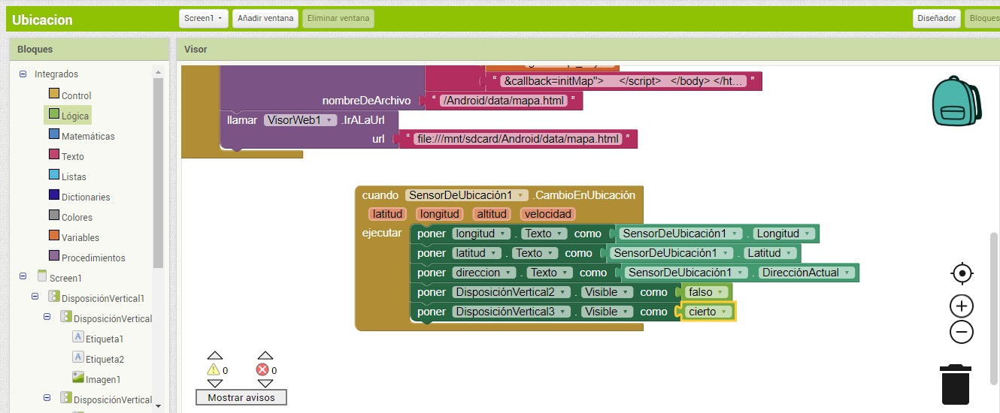 Ubicacion Screen1 Añadir ventana Eliminar ventana Diseñador Bloques
Bloques
Integrados
Control
Lógica
Matemáticas
Texto
Listas
Dictionaries
Colores
Variables
Procedimientos
Screen1
DisposiciónVertical1
DisposiciónVertical
Etiqueta1
Etiqueta2
Imagen1
DisposiciónVertical
Visor
“ &callback=initMap"> </script> </body> </ht... ”
nombreDeArchivo “ /Android/data/mapa.html ”
llamar VisorWeb1 .IrALaUrl
url “ file:///mnt/sdcard/Android/data/mapa.html ”
cuando SensorDeUbicación1 .CambioEnUbicación
latitud longitud altitud velocidad
ejecutar poner longitud . Texto como SensorDeUbicación1 . Longitud
poner latitud . Texto como SensorDeUbicación1 . Latitud
poner direccion . Texto como SensorDeUbicación1 . DirecciónActual
poner DisposiciónVertical2 . Visible como falso
poner DisposiciónVertical3 . Visible como cierto
0 0
Mostrar avisos